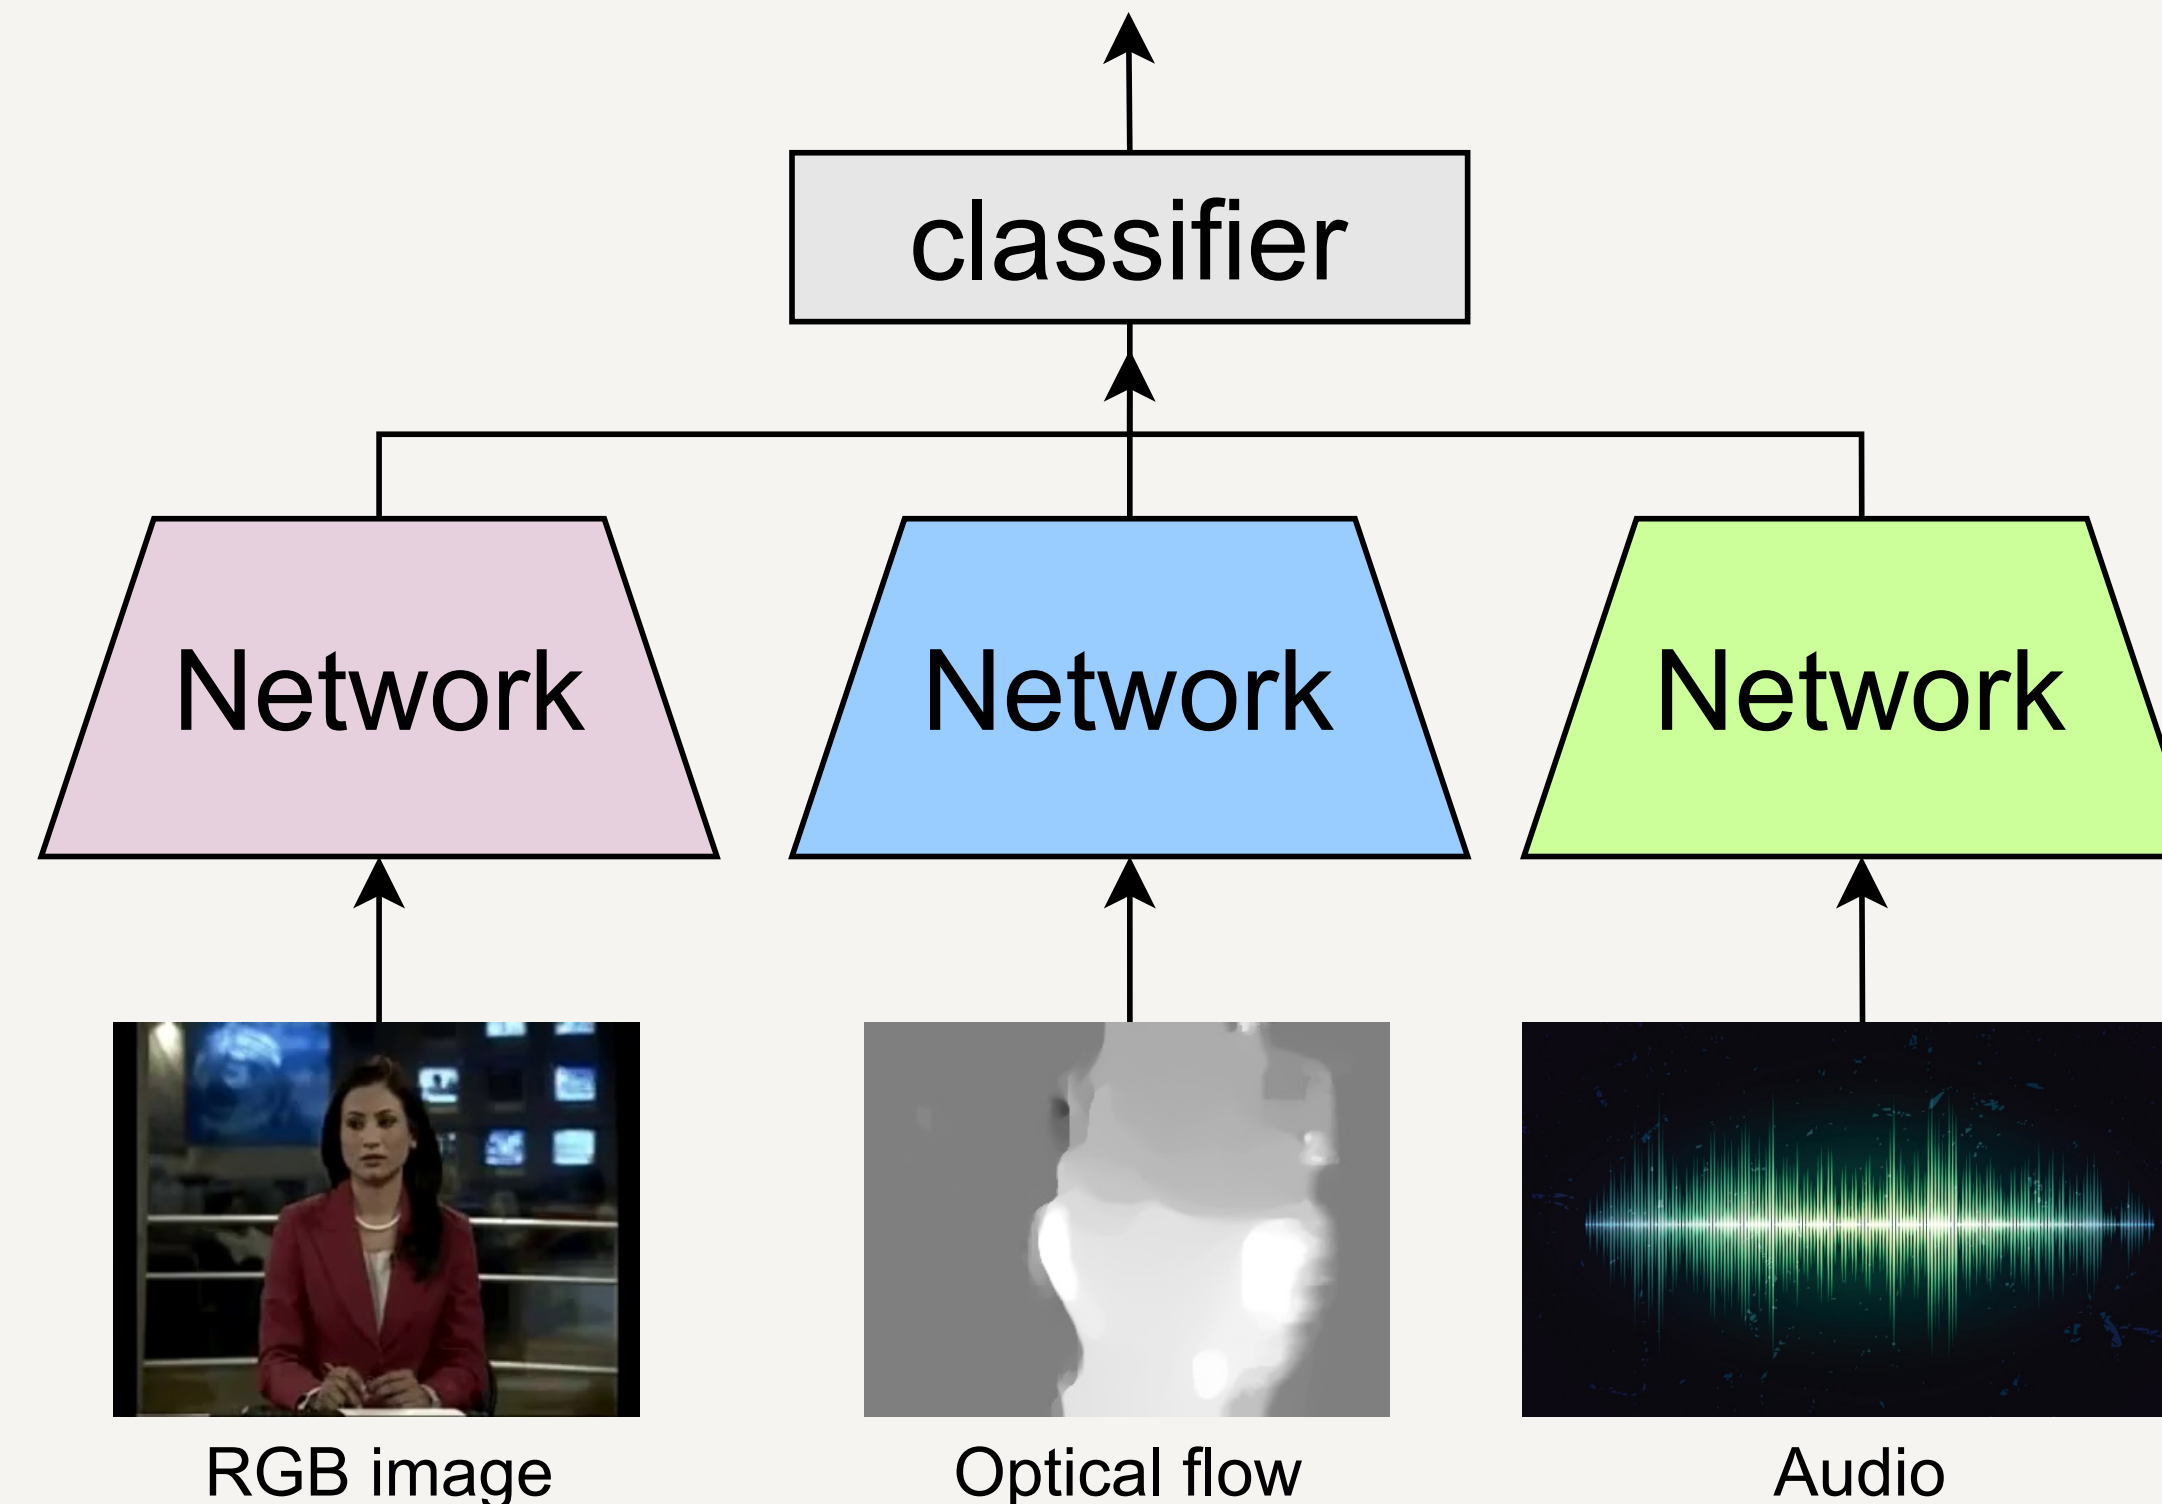 classifier
Network
Network
Network
RGB image
Optical flow
Audio